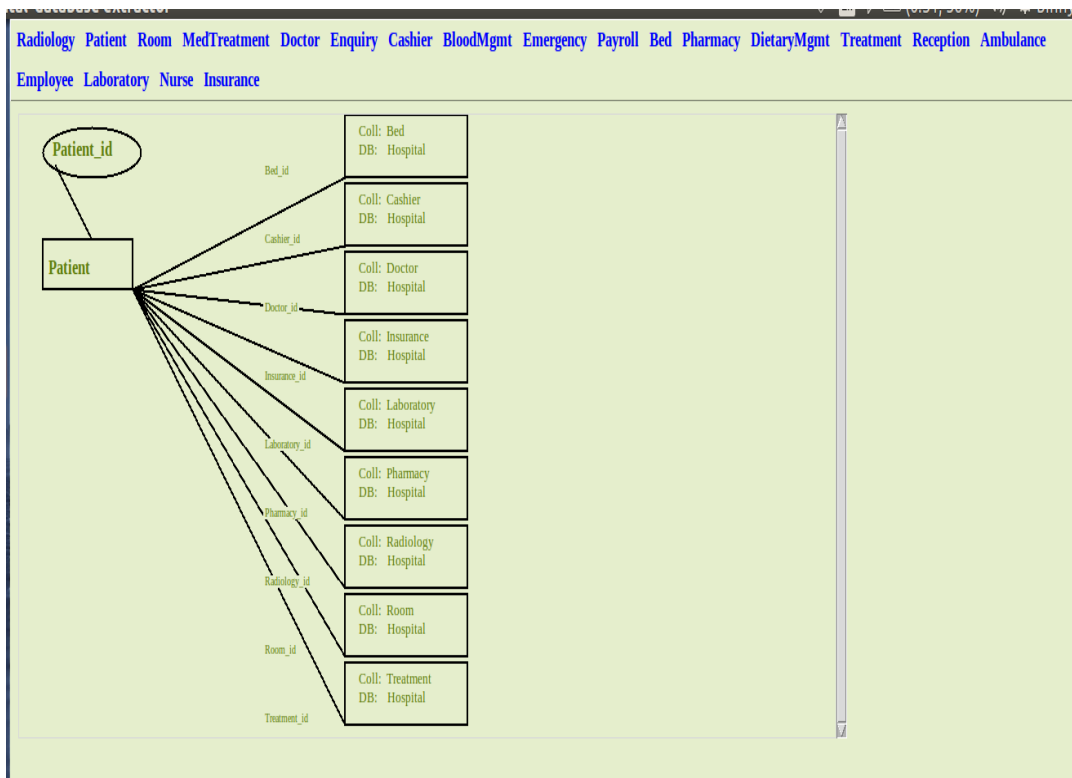 database extractor
Radiology Patient Room MedTreatment Doctor Enquiry Cashier BloodMgmt Emergency Payroll Bed Pharmacy DietaryMgmt Treatment Reception Ambulance
Employee Laboratory Nurse Insurance
Patient_id
Patient
Bed_id
Coll: Bed
DB: Hospital
Cashier_id
Coll: Cashier
DB: Hospital
Doctor_id
Coll: Doctor
DB: Hospital
Insurance_id
Coll: Insurance
DB: Hospital
Laboratory_id
Coll: Laboratory
DB: Hospital
Pharmacy_id
Coll: Pharmacy
DB: Hospital
Radiology_id
Coll: Radiology
DB: Hospital
Room_id
Coll: Room
DB: Hospital
Treatment_id
Coll: Treatment
DB: Hospital